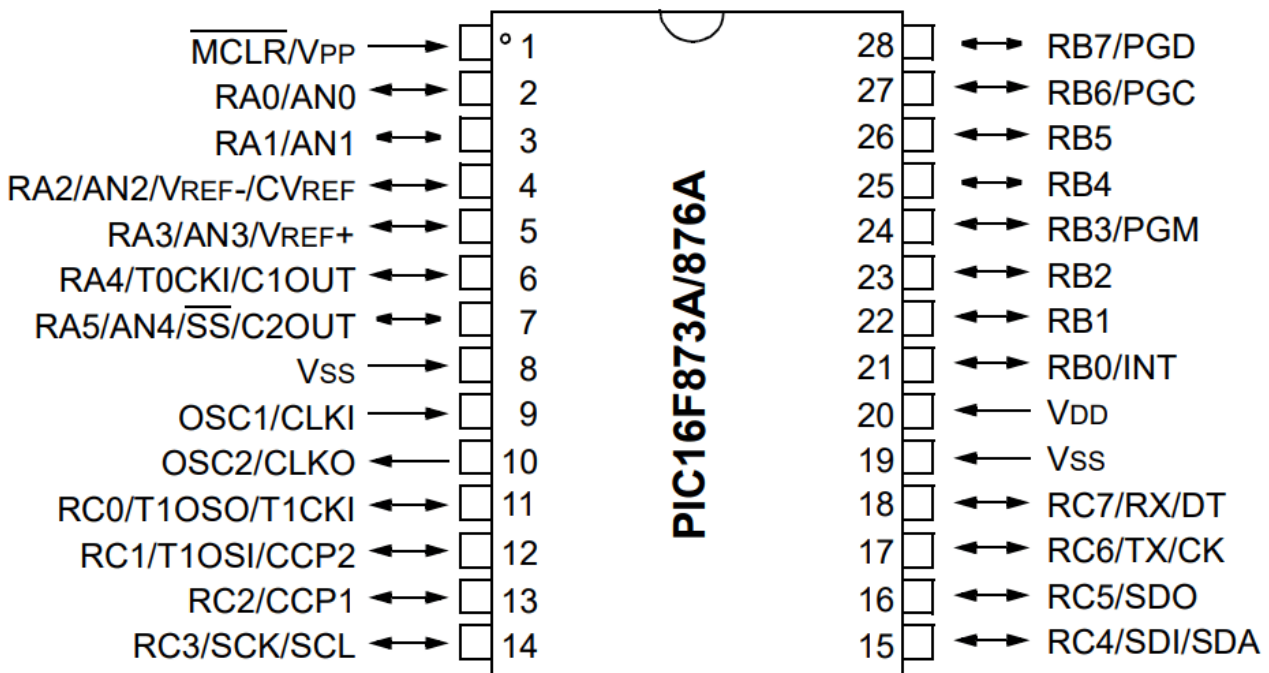 M̅C̅L̅R̅/VPP 1 28 RB7/PGD
RA0/AN0 2 27 RB6/PGC
RA1/AN1 3 26 RB5
RA2/AN2/VREF-/CVREF 4 25 RB4
RA3/AN3/VREF+ 5 24 RB3/PGM
RA4/T0CKI/C1OUT 6 23 RB2
RA5/AN4/S̅S̅/C2OUT 7 22 RB1
VSS 8 21 RB0/INT
OSC1/CLKI 9 20 VDD
OSC2/CLKO 10 19 VSS
RC0/T1OSO/T1CKI 11 18 RC7/RX/DT
RC1/T1OSI/CCP2 12 17 RC6/TX/CK
RC2/CCP1 13 16 RC5/SDO
RC3/SCK/SCL 14 15 RC4/SDI/SDA
PIC16F873A/876A